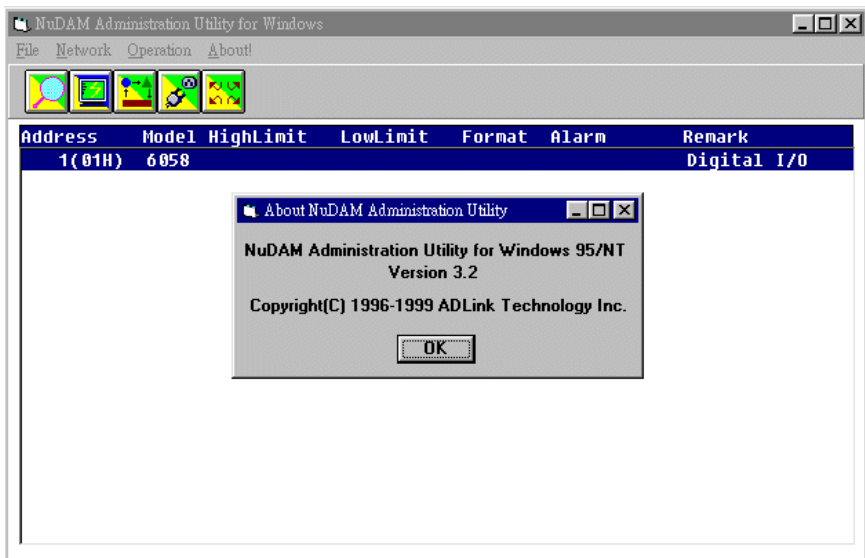 NuDAM Administration Utility for Windows
File Network Operation About!
Address Model HighLimit LowLimit Format Alarm Remark
1(01H) 6058 Digital I/O
About NuDAM Administration Utility
NuDAM Administration Utility for Windows 95/NT
Version 3.2
Copyright(C) 1996-1999 ADLink Technology Inc.
OK